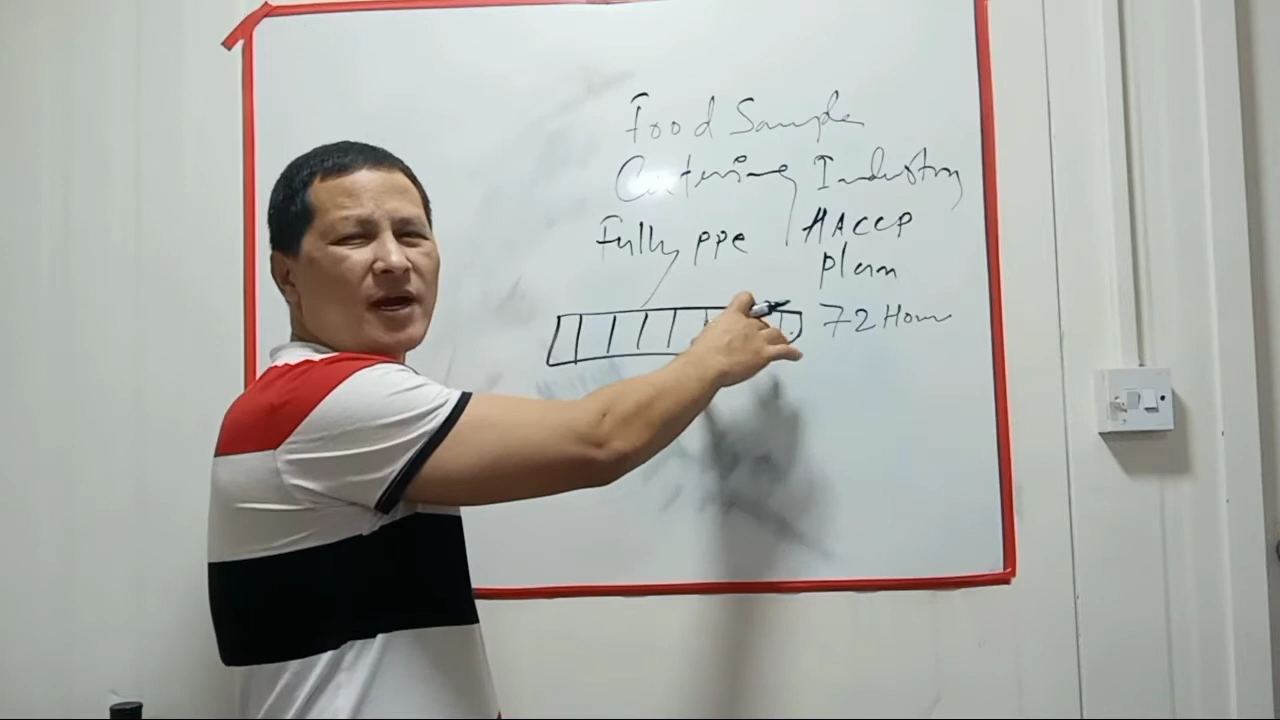 Food Sample
Catering Industry
Fully ppe HACCP
plan
72 Hour